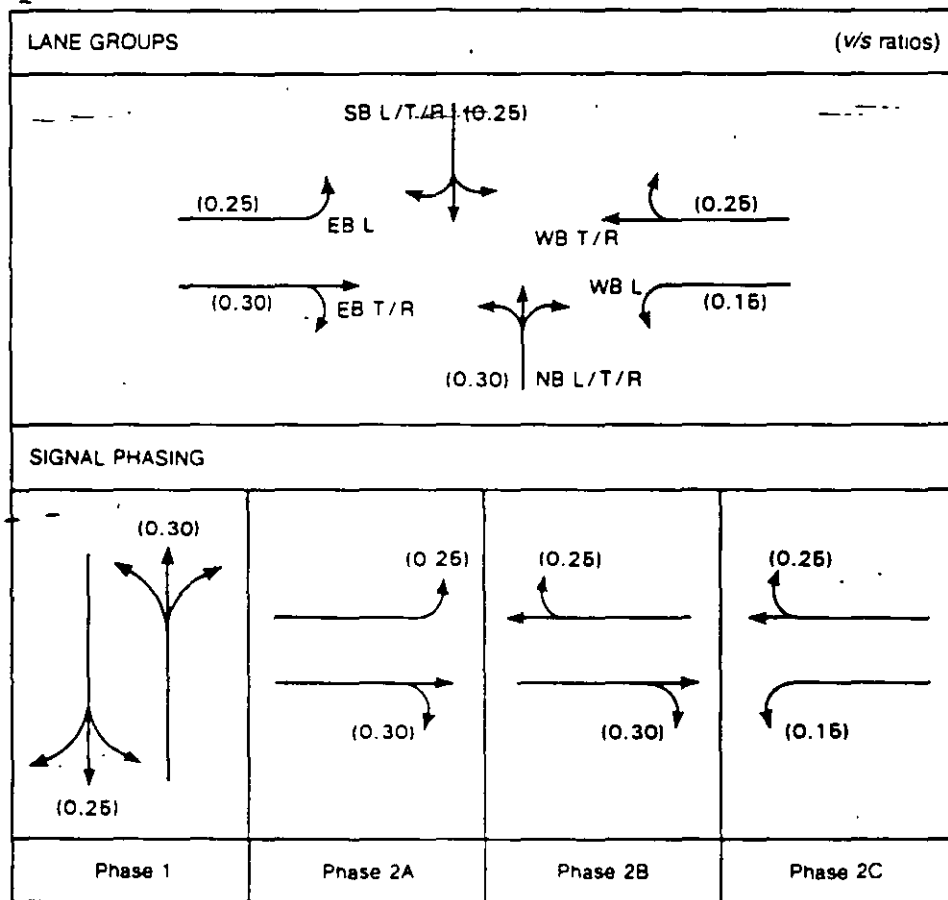 LANE GROUPS (v/s ratios)
SB L/T/R (0.25)
(0.25) (0.25)
EB L WB T/R
WB L
(0.30) EB T/R (0.15)
(0.30) NB L/T/R
SIGNAL PHASING
(0.30)
(0.25) (0.25) (0.25)
(0.30) (0.30) (0.15)
(0.25)
Phase 1 Phase 2A Phase 2B Phase 2C